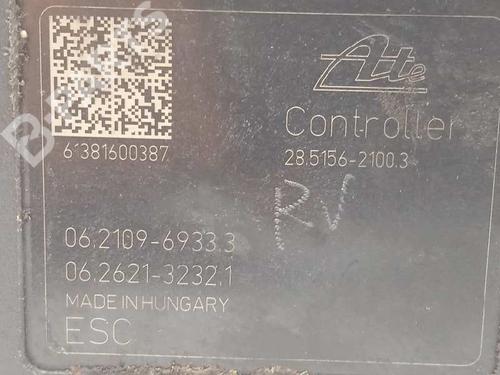 Ate
Controller
28.5156-2100.3
61381600387
RV
06.2109-6933.3
06.2621-3232.1
MADE IN HUNGARY
ESC